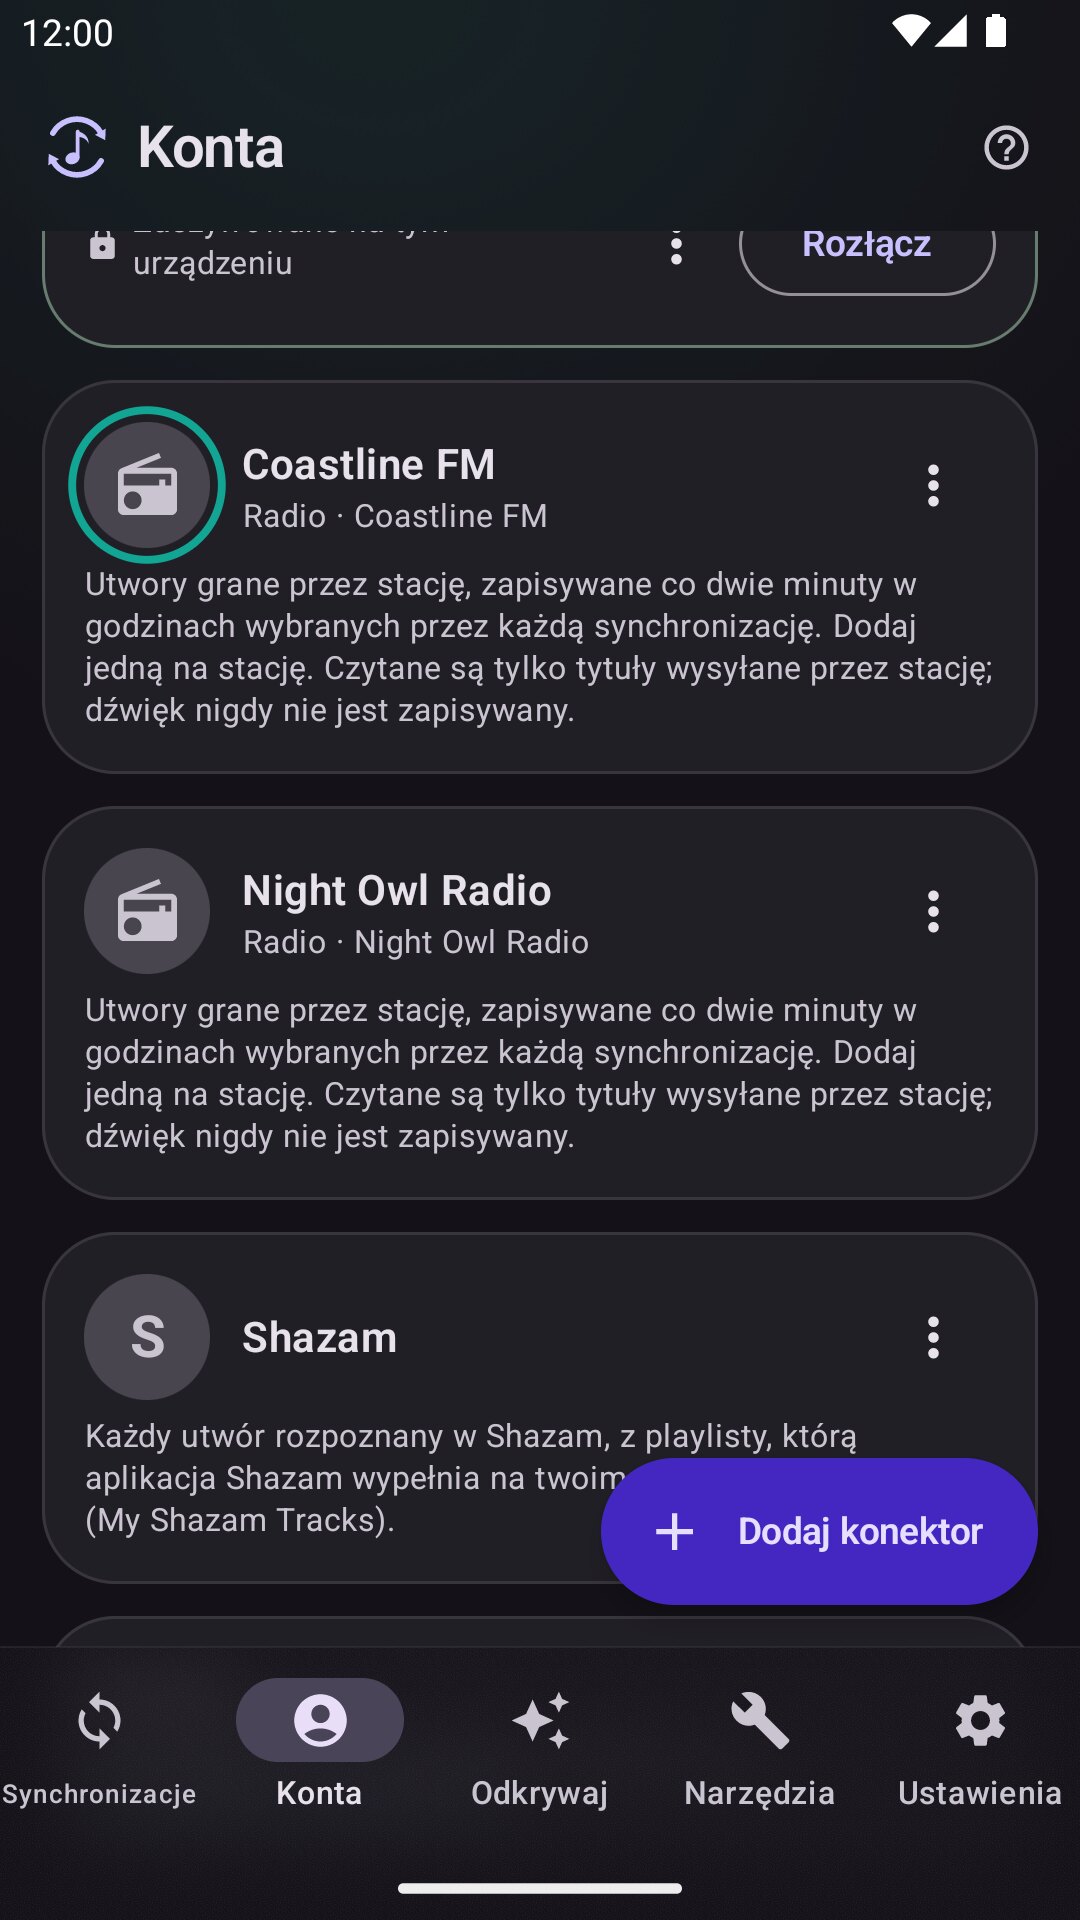 12:00
Konta
urządzeniu
Rozłącz
Coastline FM
Radio · Coastline FM
Utwory grane przez stację, zapisywane co dwie minuty w
godzinach wybranych przez każdą synchronizację. Dodaj
jedną na stację. Czytane są tylko tytuły wysyłane przez stację;
dźwięk nigdy nie jest zapisywany.
Night Owl Radio
Radio · Night Owl Radio
Utwory grane przez stację, zapisywane co dwie minuty w
godzinach wybranych przez każdą synchronizację. Dodaj
jedną na stację. Czytane są tylko tytuły wysyłane przez stację;
dźwięk nigdy nie jest zapisywany.
S
Shazam
Każdy utwór rozpoznany w Shazam, z playlisty, którą
aplikacja Shazam wypełnia na twoim
(My Shazam Tracks).
Dodaj konektor
Synchronizacje
Konta
Odkrywaj
Narzędzia
Ustawienia